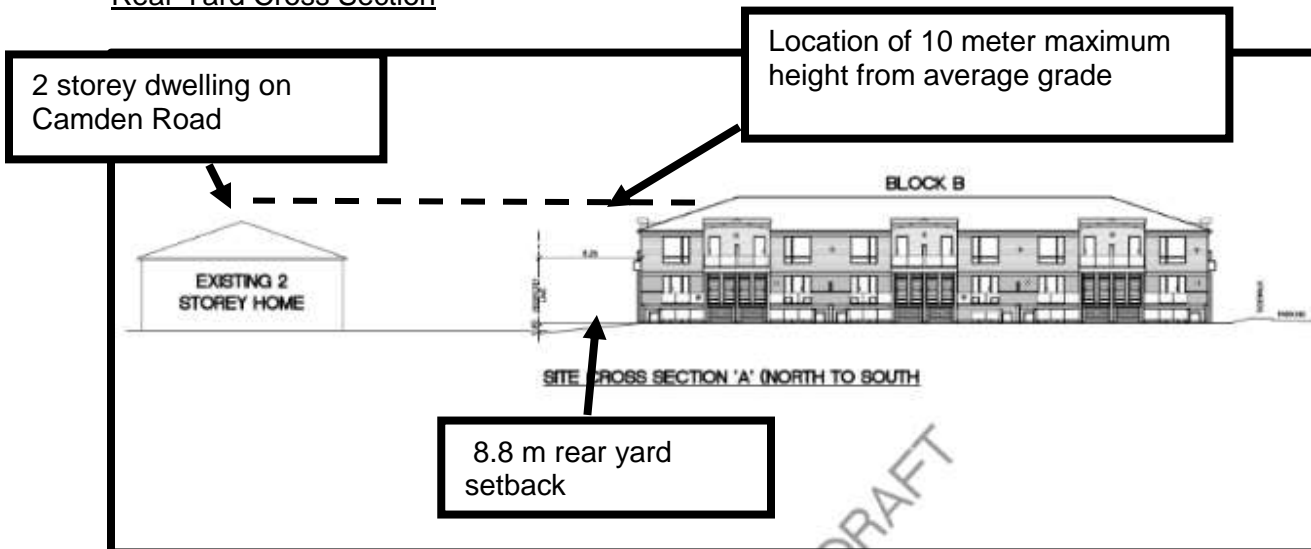 Rear Yard Cross Section
2 storey dwelling on
Camden Road
Location of 10 meter maximum
height from average grade
BLOCK B
EXISTING 2
STOREY HOME
SITE CROSS SECTION 'A' (NORTH TO SOUTH
8.8 m rear yard
setback
DRAFT